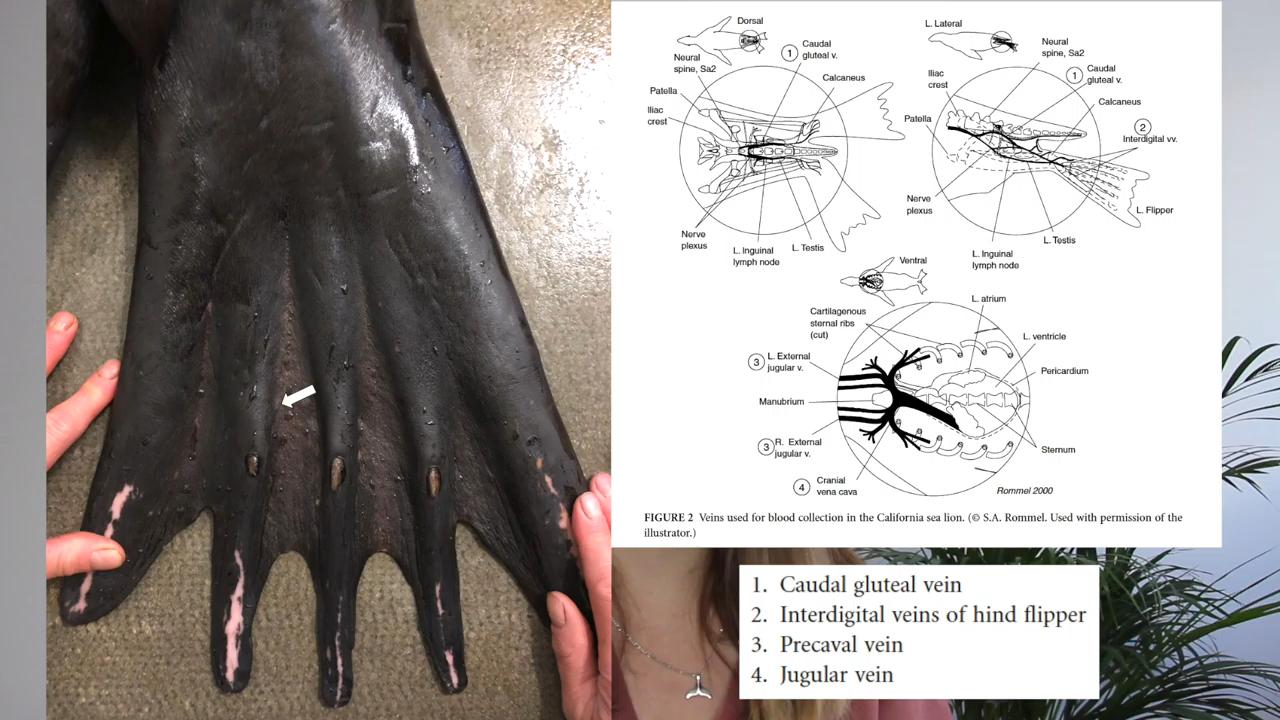 Dorsal
Neural
spine, Sa2
1
Caudal
gluteal v.
Calcaneus
Patella
Iliac
crest
Nerve
plexus
L. Inguinal
lymph node
L. Testis
L. Lateral
Neural
spine, Sa2
Iliac
crest
1
Caudal
gluteal v.
Calcaneus
Patella
2
Interdigital vv.
Nerve
plexus
L. Flipper
L. Testis
L. Inguinal
lymph node
Ventral
Cartilagenous
sternal ribs
(cut)
L. atrium
L. ventricle
3
L. External
jugular v.
Pericardium
Manubrium
3
R. External
jugular v.
Sternum
4
Cranial
vena cava
Rommel 2000
FIGURE 2 Veins used for blood collection in the California sea lion. (© S.A. Rommel. Used with permission of the
illustrator.)
1. Caudal gluteal vein
2. Interdigital veins of hind flipper
3. Precaval vein
4. Jugular vein